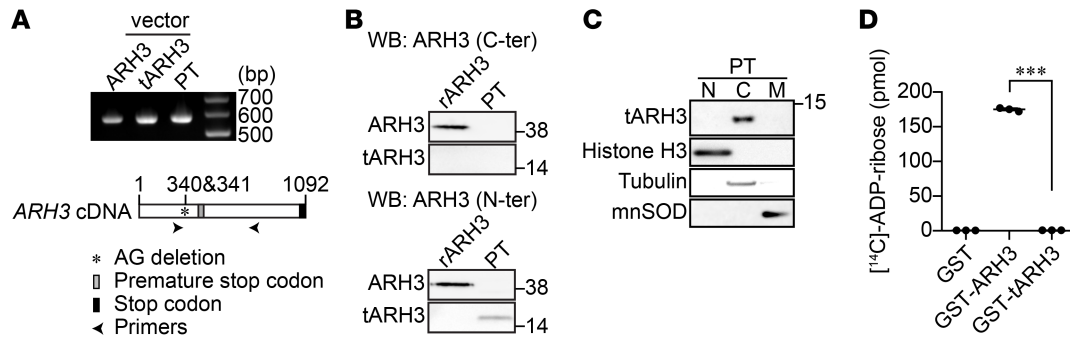 A
vector
ARH3 tARH3 PT
(bp)
700
600
500
1 340&341 1092
ARH3 cDNA
* AG deletion
Premature stop codon
Stop codon
Primers
B
WB: ARH3 (C-ter)
rARH3 PT
ARH3 38
tARH3 14
WB: ARH3 (N-ter)
rARH3 PT
ARH3 38
tARH3 14
C
PT
N C M
tARH3 15
Histone H3
Tubulin
mnSOD
D
[¹⁴C]-ADP-ribose (pmol)
***
200
150
100
50
0
GST
GST-ARH3
GST-tARH3